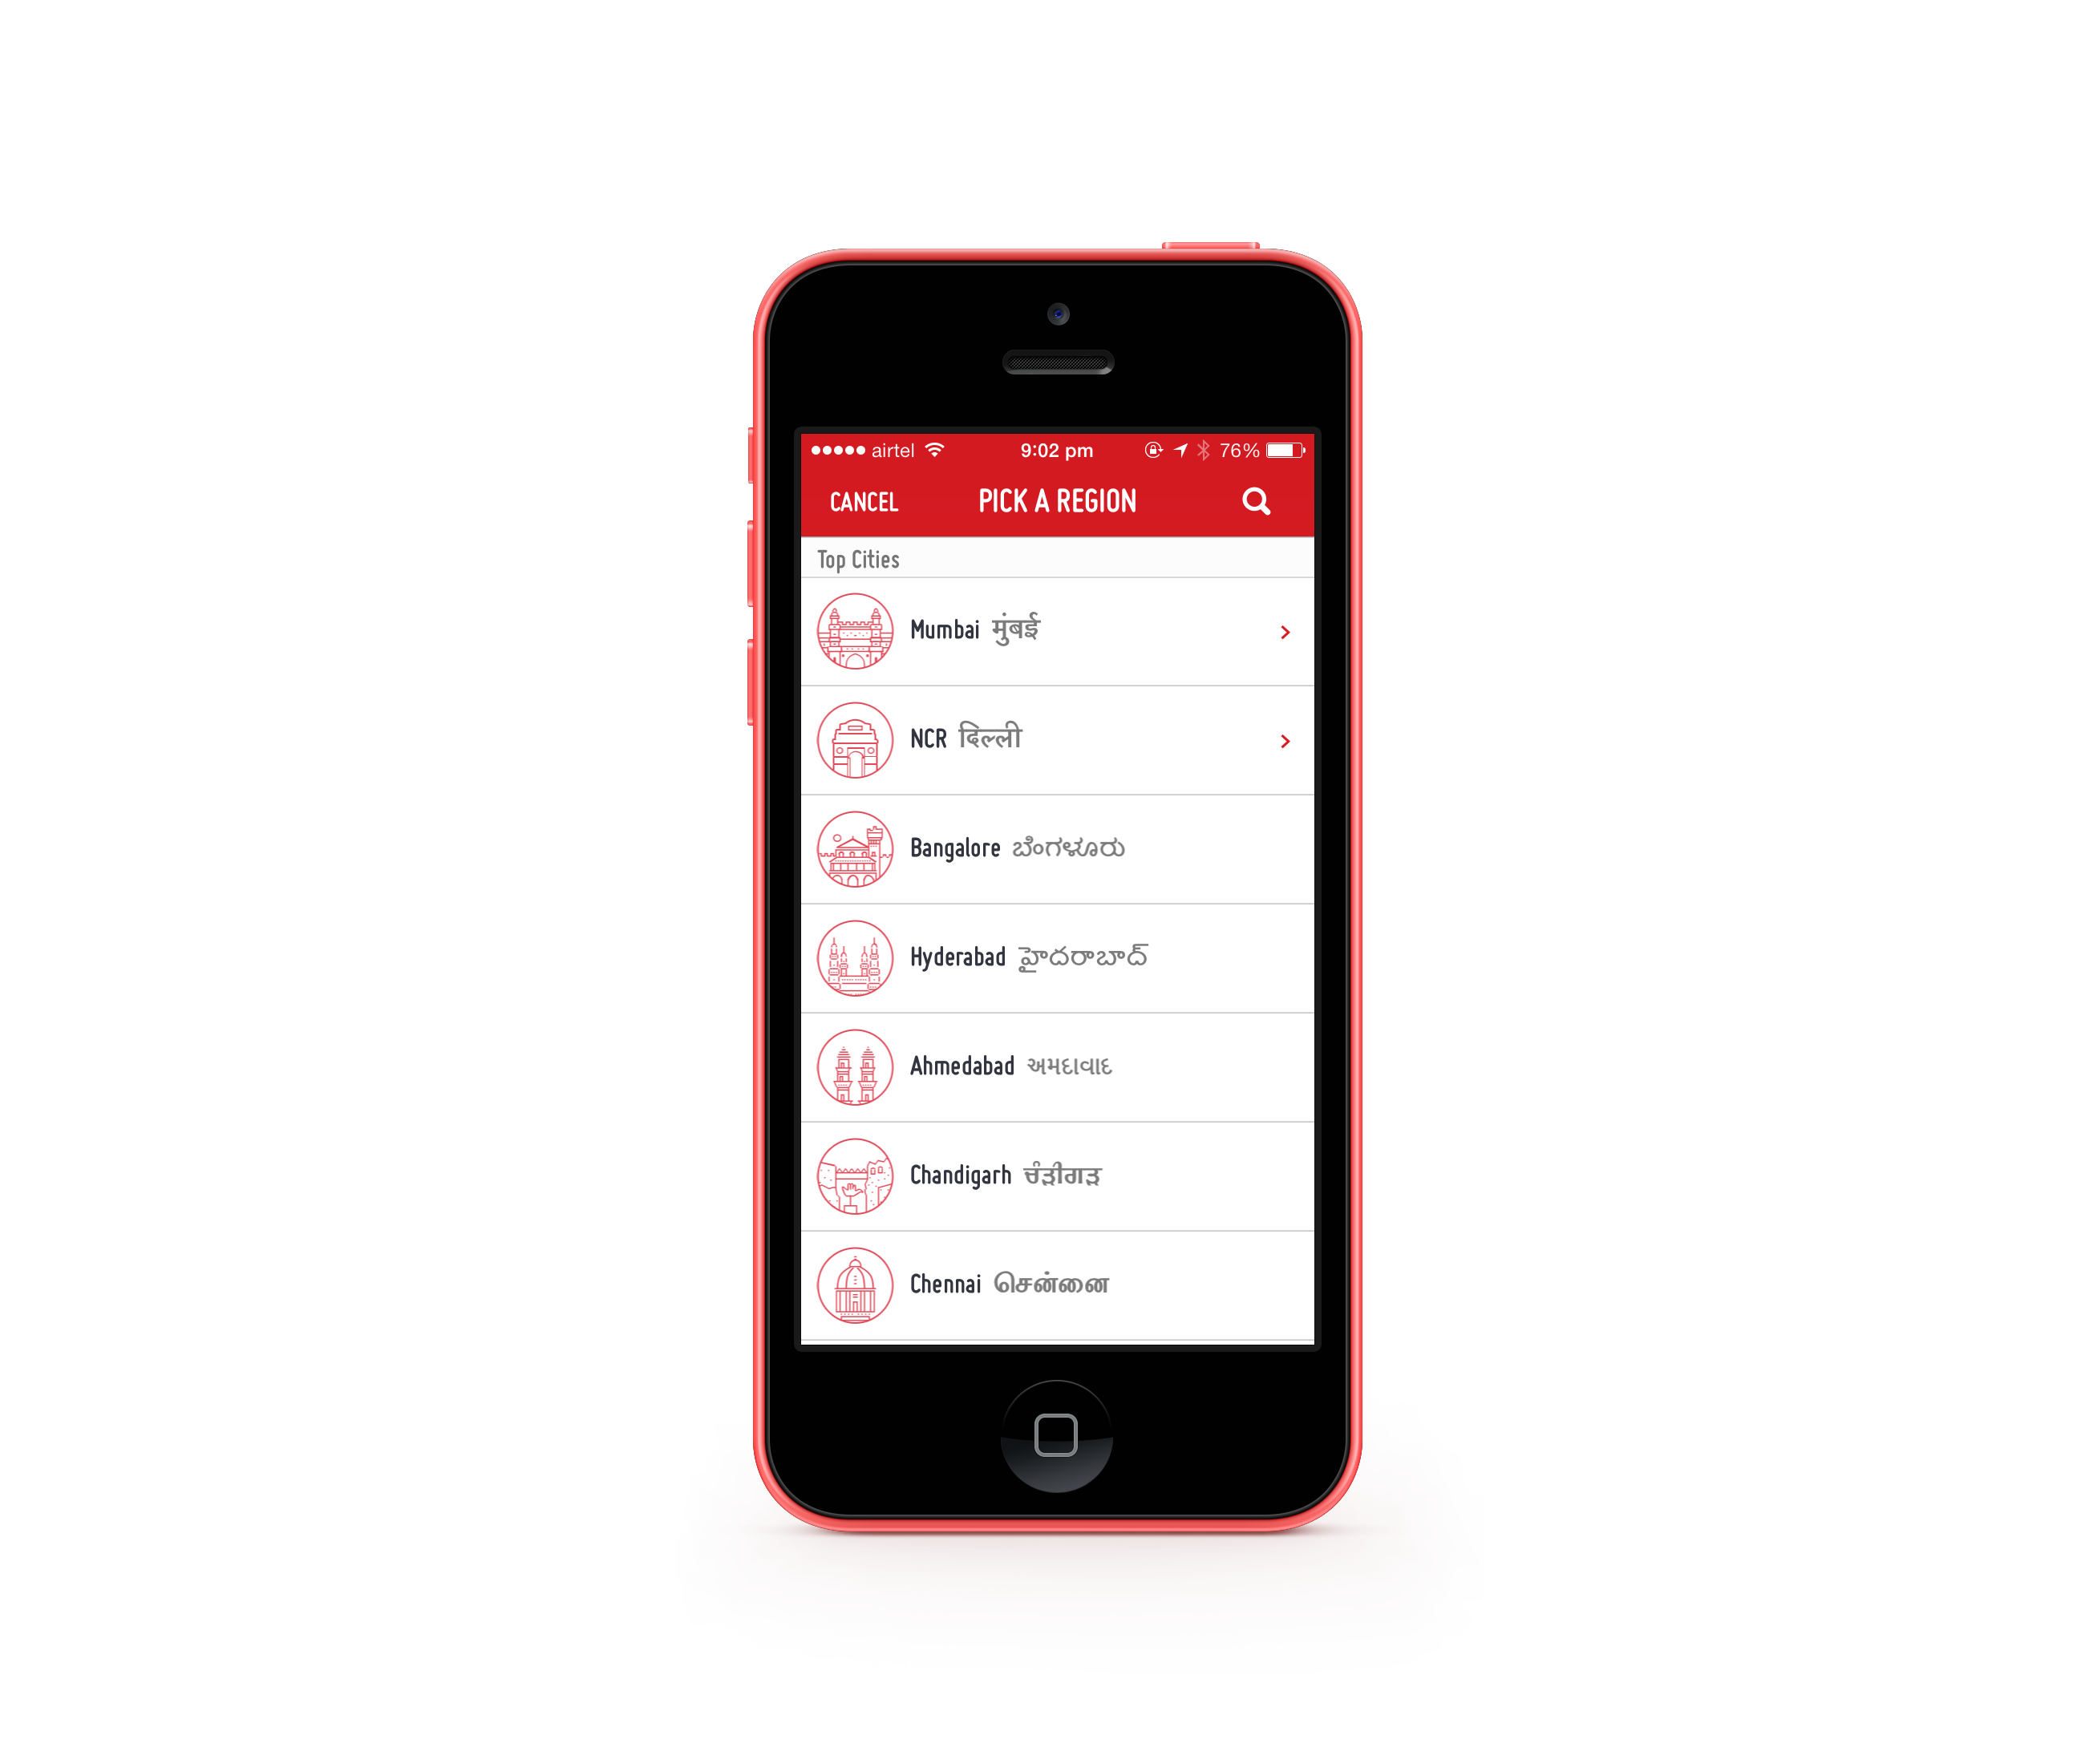 airtel 9:02 pm 76%
CANCEL PICK A REGION
Top Cities
Mumbai मुंबई
NCR दिल्ली
Bangalore ಬೆಂಗಳೂರು
Hyderabad హైదరాబాద్
Ahmedabad અમદાવાદ
Chandigarh ਚੰੜੀਗੜ
Chennai சென்னை